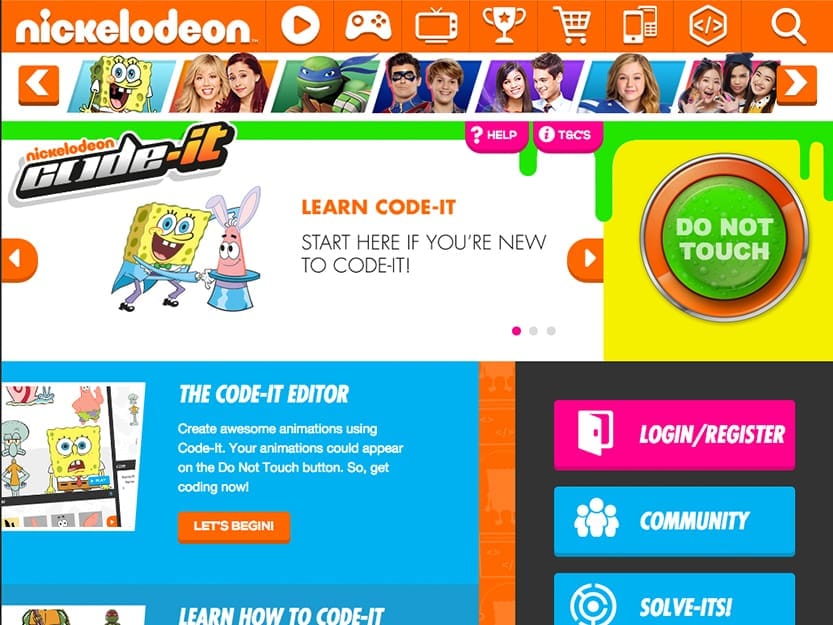 nickelodeon
nickelodeon
code-it
? HELP
i T&C'S
LEARN CODE-IT
START HERE IF YOU'RE NEW
TO CODE-IT!
DO NOT
TOUCH
THE CODE-IT EDITOR
Create awesome animations using
Code-It. Your animations could appear
on the Do Not Touch button. So, get
coding now!
PLAY
LET'S BEGIN!
LOGIN/REGISTER
COMMUNITY
SOLVE-ITS!
LEARN HOW TO CODE-IT